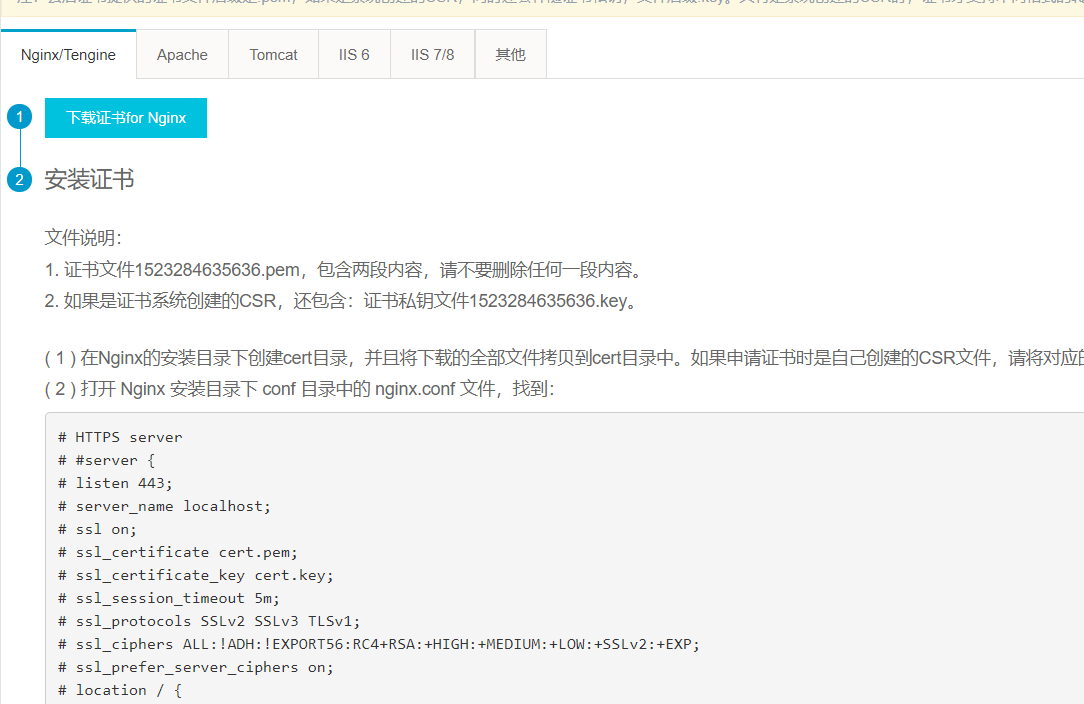 Nginx/Tengine Apache Tomcat IIS 6 IIS 7/8 其他
1 下载证书for Nginx
2 安装证书
文件说明：
1. 证书文件1523284635636.pem，包含两段内容，请不要删除任何一段内容。
2. 如果是证书系统创建的CSR，还包含：证书私钥文件1523284635636.key。
( 1 ) 在Nginx的安装目录下创建cert目录，并且将下载的全部文件拷贝到cert目录中。如果申请证书时是自己创建的CSR文件，请将对应
( 2 ) 打开 Nginx 安装目录下 conf 目录中的 nginx.conf 文件，找到：
# HTTPS server
# #server {
# listen 443;
# server_name localhost;
# ssl on;
# ssl_certificate cert.pem;
# ssl_certificate_key cert.key;
# ssl_session_timeout 5m;
# ssl_protocols SSLv2 SSLv3 TLSv1;
# ssl_ciphers ALL:!ADH:!EXPORT56:RC4+RSA:+HIGH:+MEDIUM:+LOW:+SSLv2:+EXP;
# ssl_prefer_server_ciphers on;
# location / {